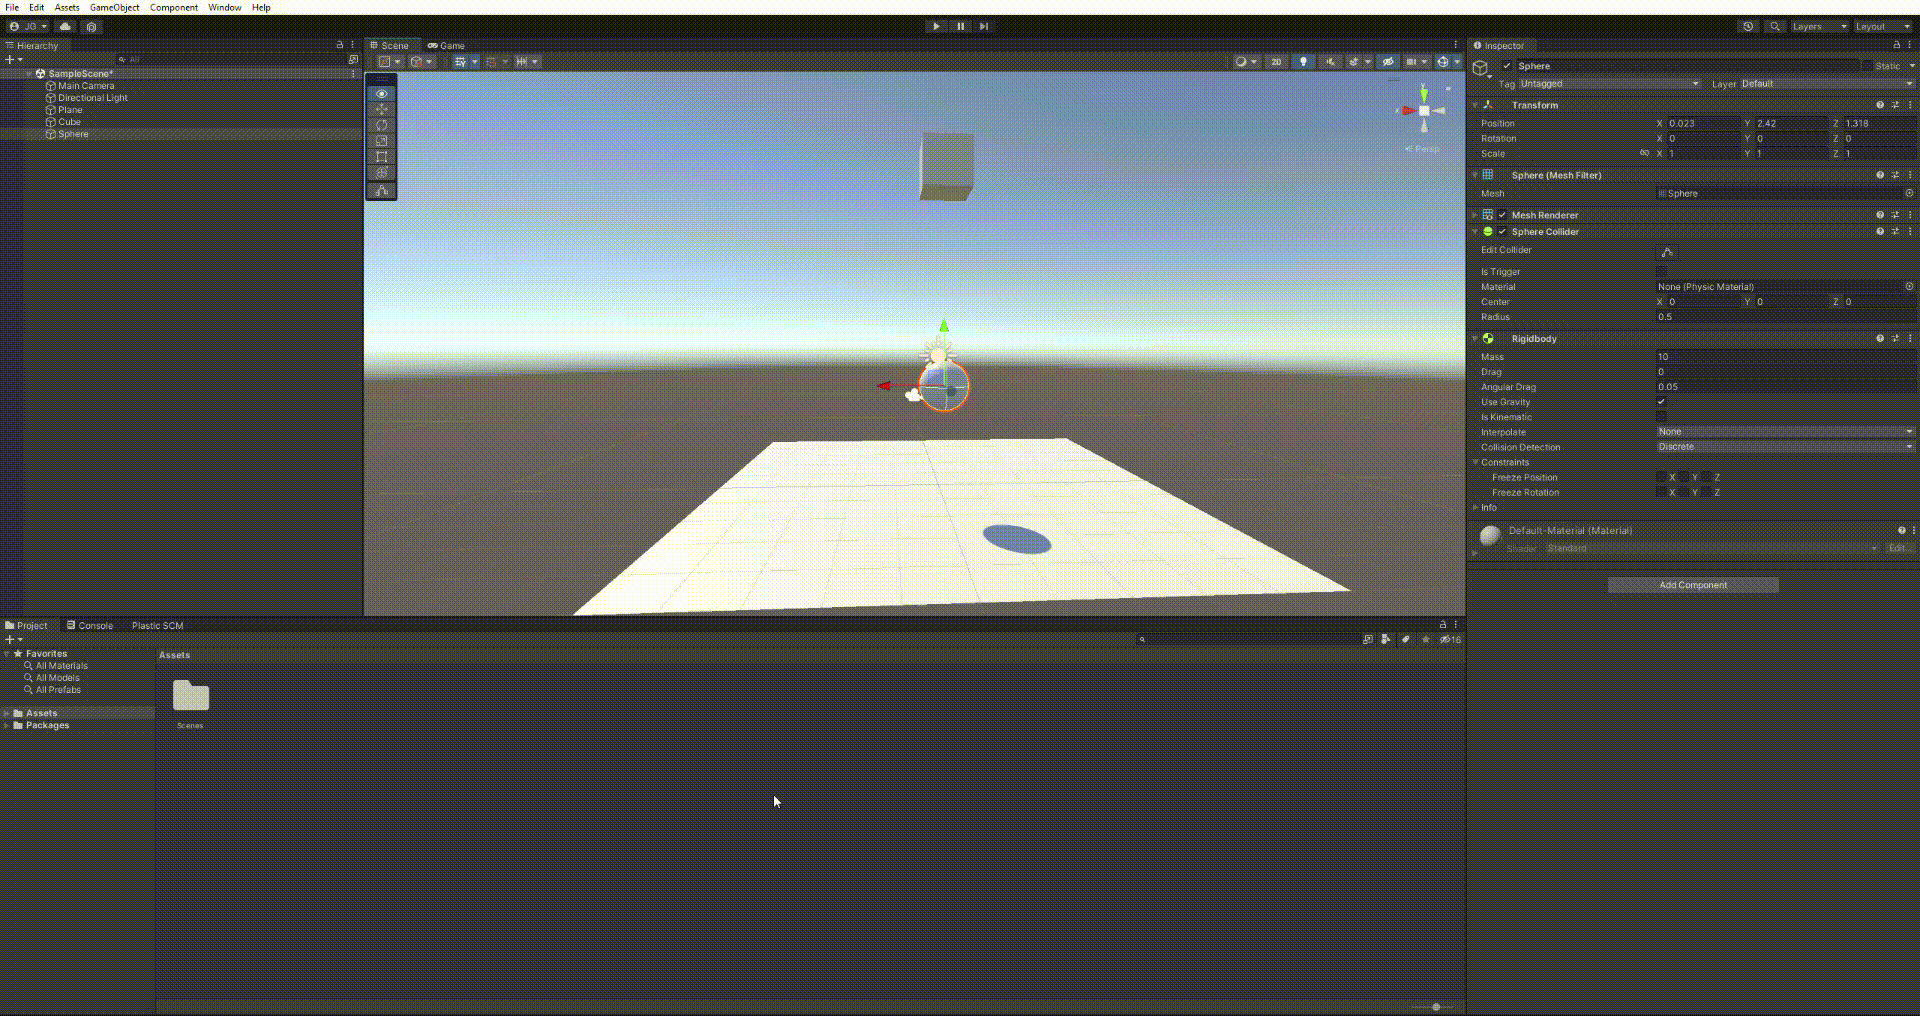 File Edit Assets GameObject Component Window Help
JG
Layers Layout
Hierarchy
All
SampleScene*
Main Camera
Directional Light
Plane
Cube
Sphere
Scene Game
2D
y
x
Persp
Inspector
Sphere Static
Tag Untagged Layer Default
Transform
Position X 0.023 Y 2.42 Z 1.318
Rotation X 0 Y 0 Z 0
Scale X 1 Y 1 Z 1
Sphere (Mesh Filter)
Mesh Sphere
Mesh Renderer
Sphere Collider
Edit Collider
Is Trigger
Material None (Physic Material)
Center X 0 Y 0 Z 0
Radius 0.5
Rigidbody
Mass 10
Drag 0
Angular Drag 0.05
Use Gravity
Is Kinematic
Interpolate None
Collision Detection Discrete
Constraints
Freeze Position X Y Z
Freeze Rotation X Y Z
Info
Default-Material (Material)
Shader Standard Edit...
Add Component
Project Console Plastic SCM
16
Favorites
All Materials
All Models
All Prefabs
Assets
Packages
Assets
Scenes